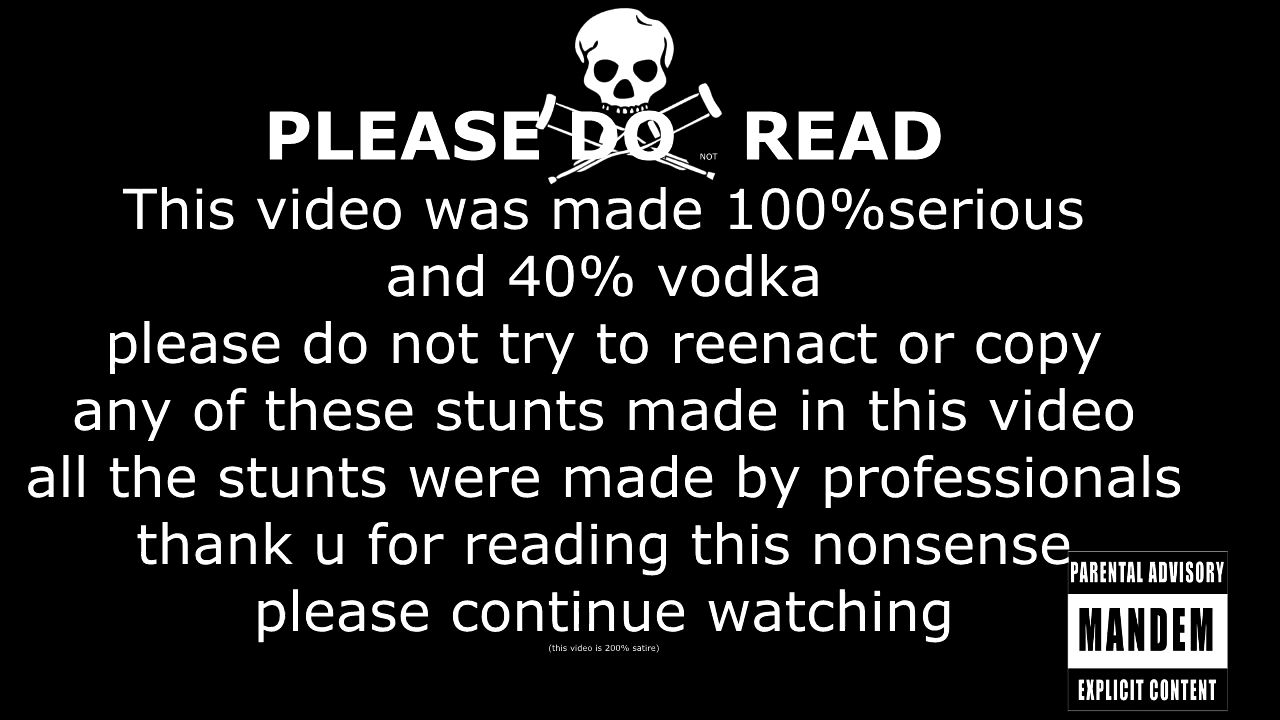 PLEASE DO NOT READ
This video was made 100%serious
and 40% vodka
please do not try to reenact or copy
any of these stunts made in this video
all the stunts were made by professionals
thank u for reading this nonsense
please continue watching
(this video is 200% satire)
PARENTAL ADVISORY
MANDEM
EXPLICIT CONTENT